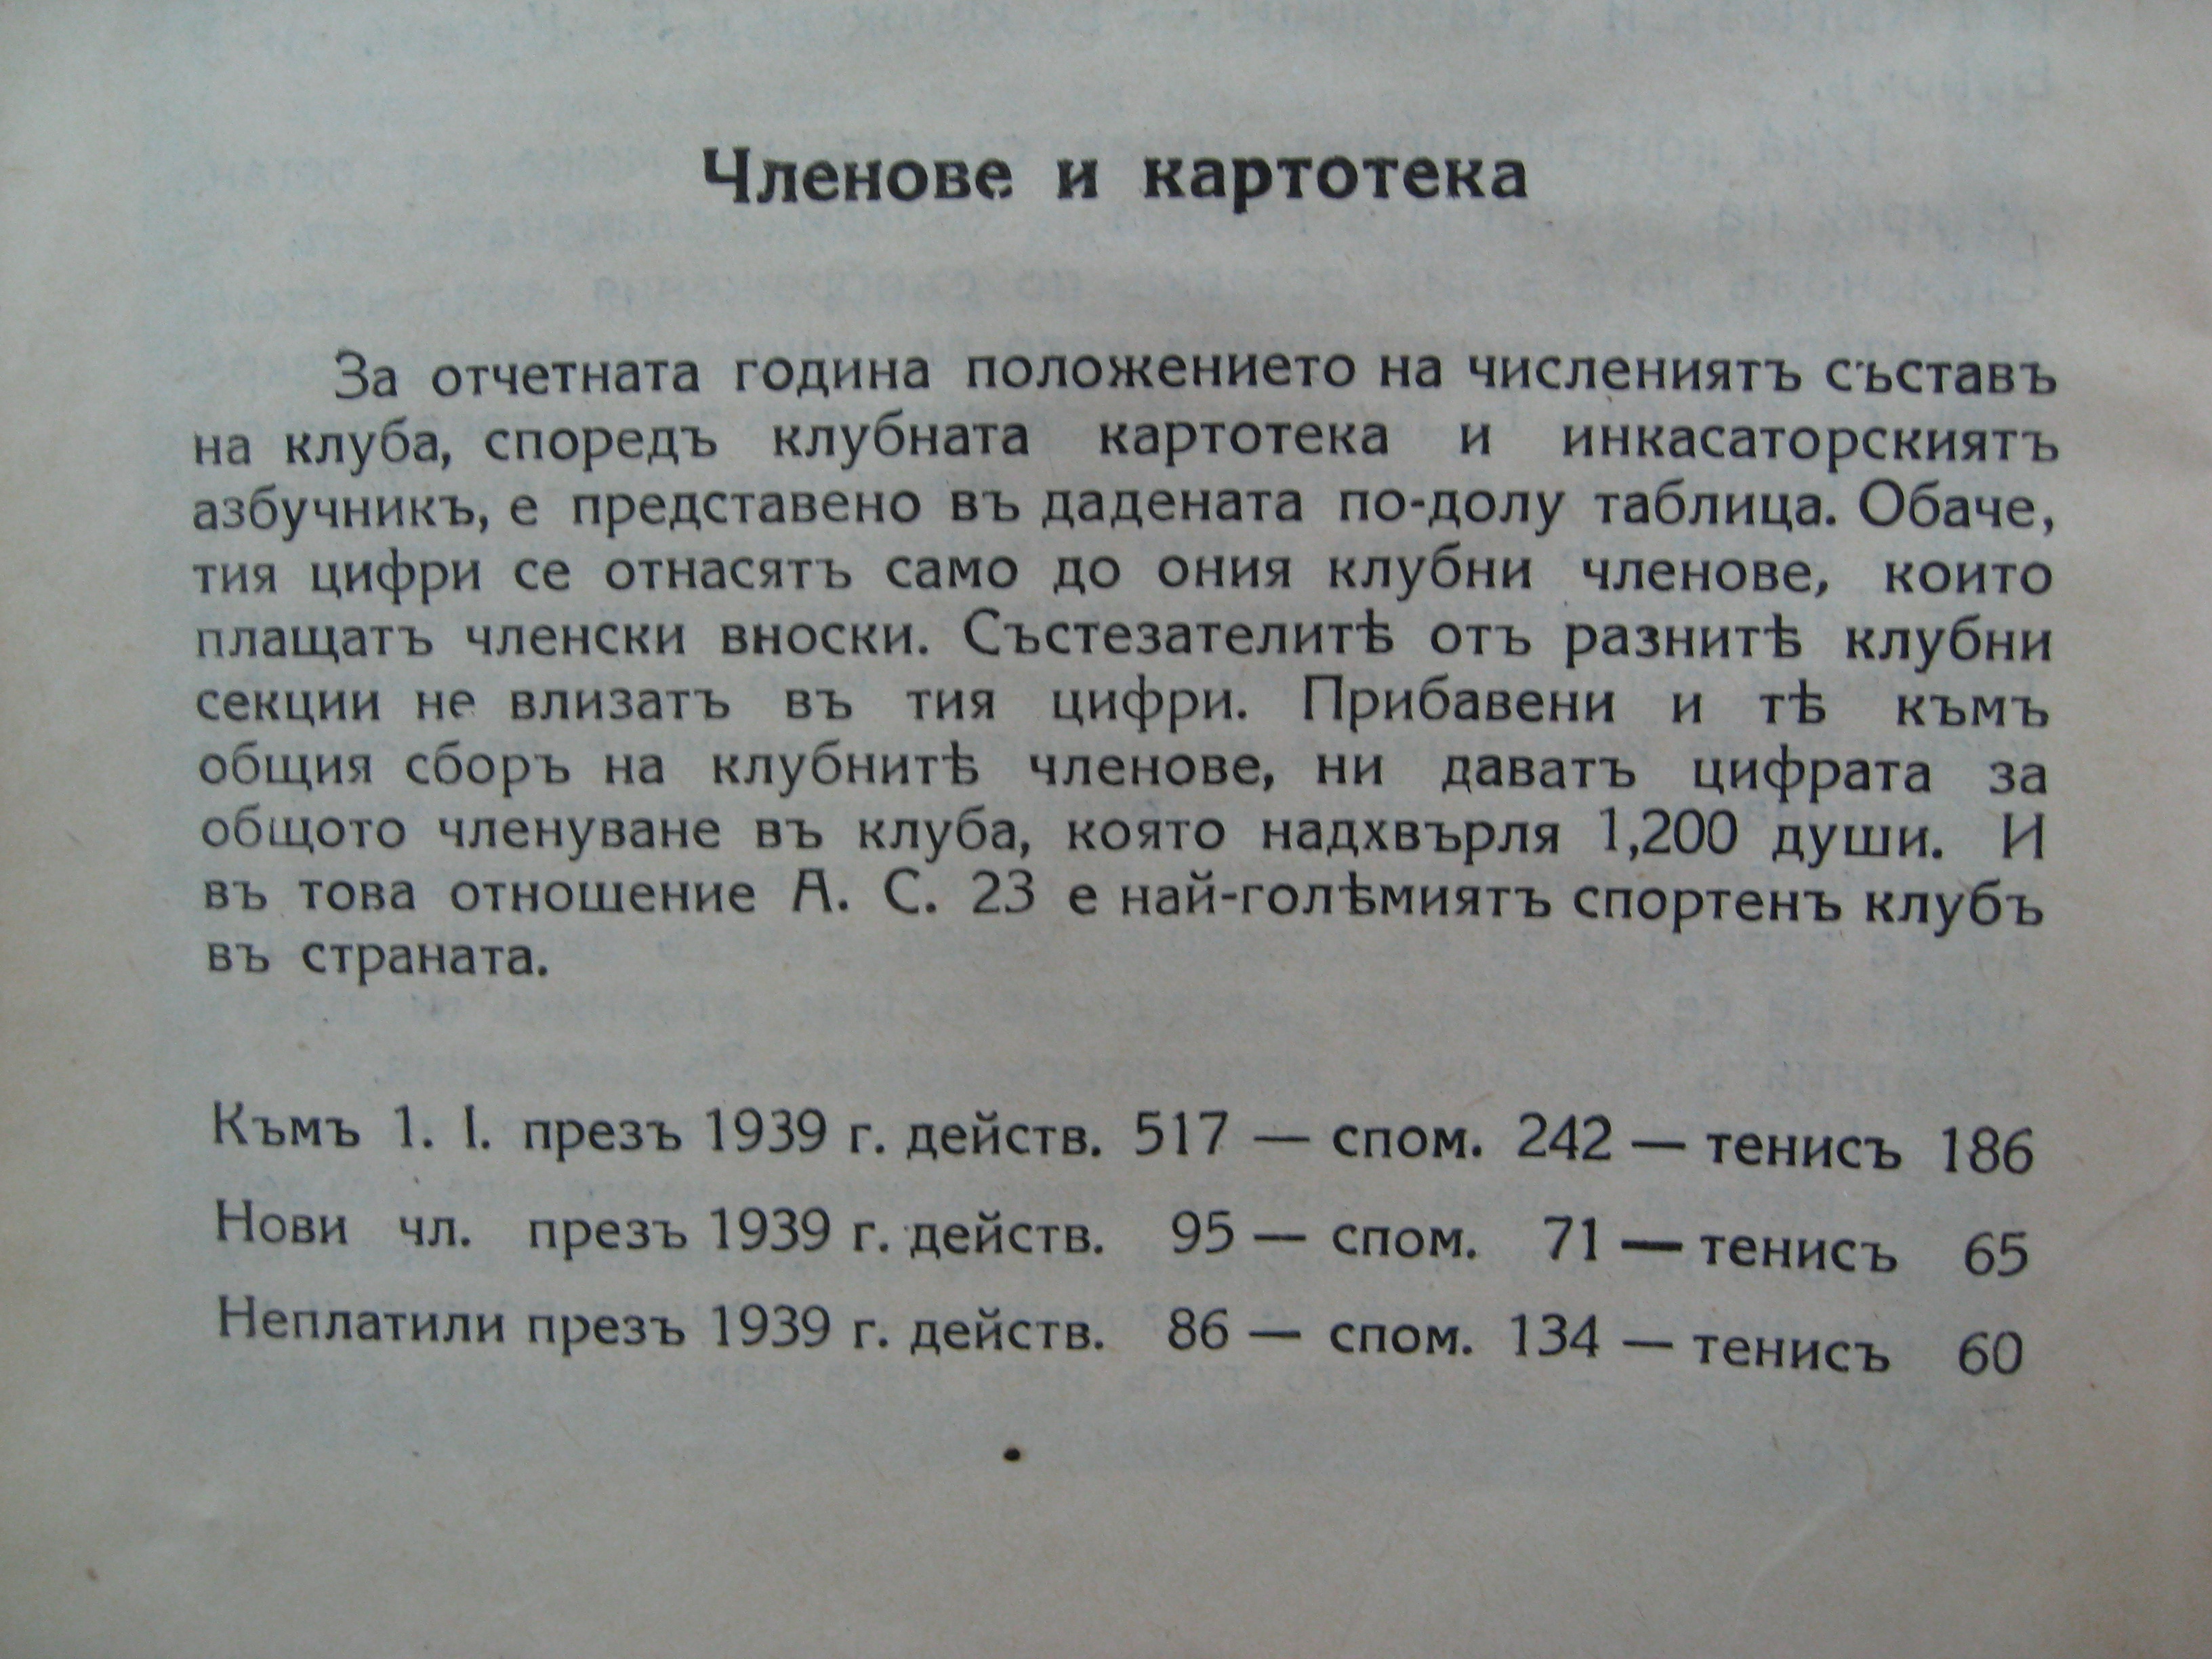 Членове и картотека
За отчетната година положението на числениятъ съставъ
на клуба, споредъ клубната картотека и инкасаторскиятъ
азбучникъ, е представено въ дадената по-долу таблица. Обаче,
тия цифри се отнасятъ само до ония клубни членове, които
плащатъ членски вноски. Състезателитѣ отъ разнитѣ клубни
секции не влизатъ въ тия цифри. Прибавени и тѣ къмъ
общия сборъ на клубнитѣ членове, ни даватъ цифрата за
общото членуване въ клуба, която надхвърля 1,200 души. И
въ това отношение А. С. 23 е най-голѣмиятъ спортенъ клубъ
въ страната.
Къмъ 1. I. презъ 1939 г. действ. 517 — спом. 242 — тенисъ 186
Нови чл. презъ 1939 г. действ. 95 — спом. 71 — тенисъ 65
Неплатили презъ 1939 г. действ. 86 — спом. 134 — тенисъ 60